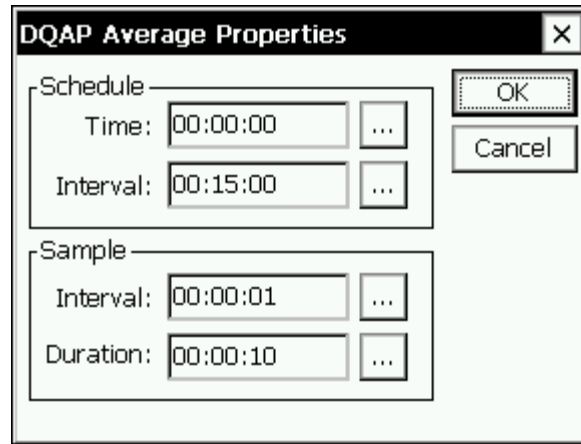 DQAP Average Properties
Schedule
Time: 00:00:00 ...
Interval: 00:15:00 ...
Sample
Interval: 00:00:01 ...
Duration: 00:00:10 ...
OK
Cancel